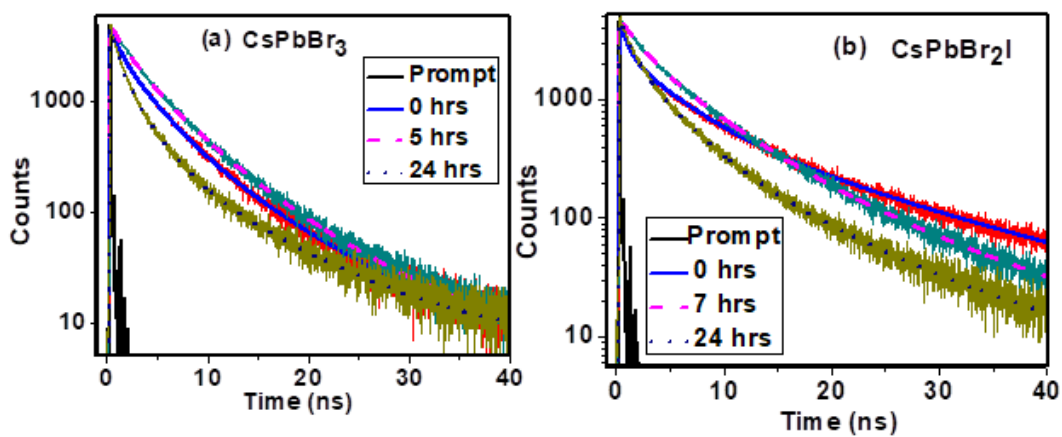 (a) CsPbBr3
Prompt
0 hrs
5 hrs
24 hrs
1000
100
10
Counts
0
10
20
30
40
Time (ns)
(b) CsPbBr2I
Prompt
0 hrs
7 hrs
24 hrs
1000
100
10
Counts
0
10
20
30
40
Time (ns)